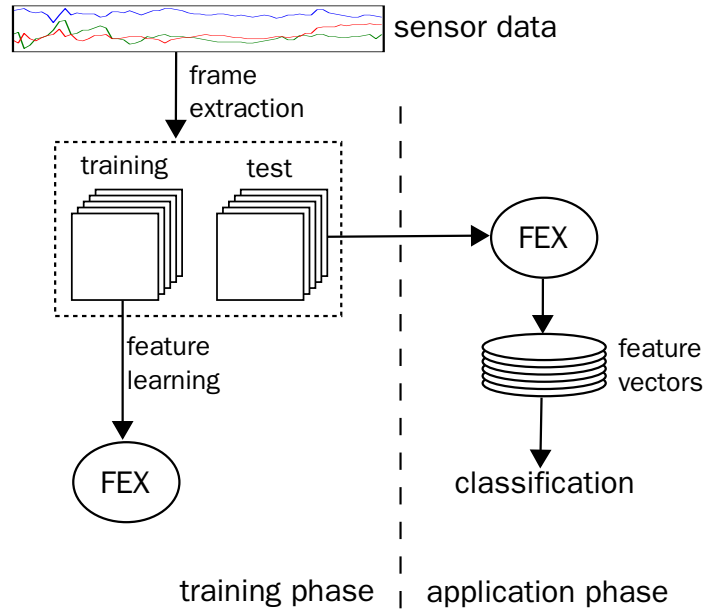 sensor data
frame
extraction
training
test
FEX
feature
learning
feature
vectors
FEX
classification
training phase
application phase